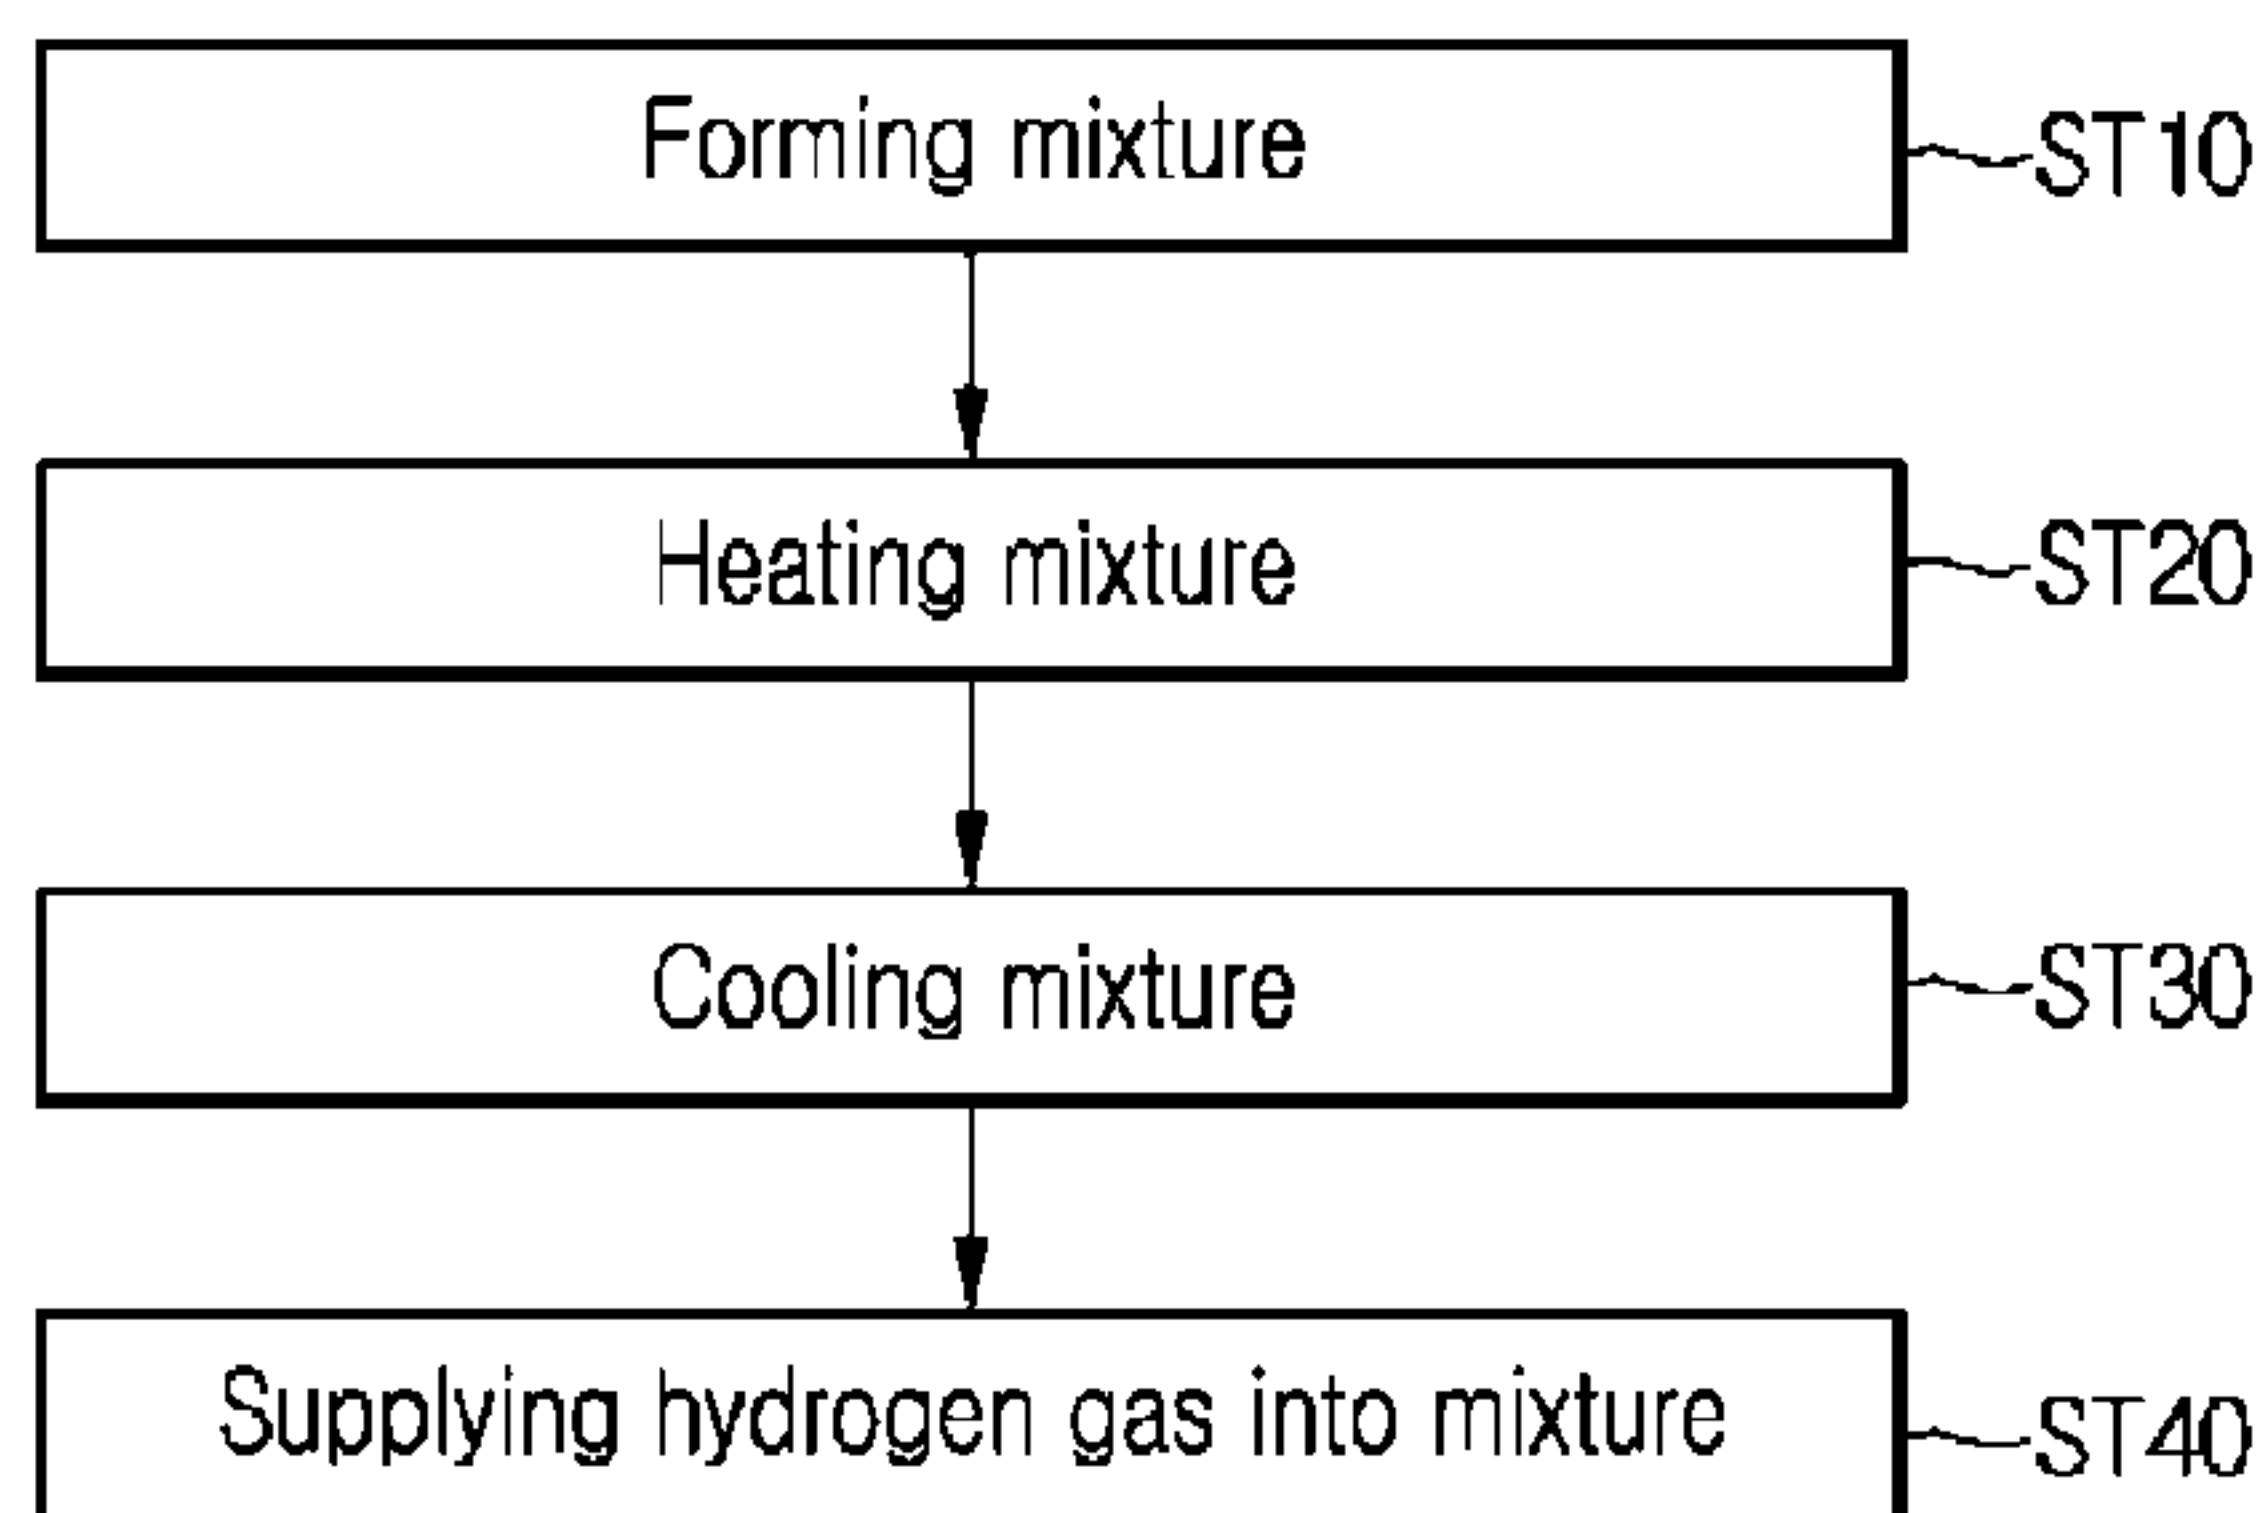 Forming mixture ST10
Heating mixture ST20
Cooling mixture ST30
Supplying hydrogen gas into mixture ST40